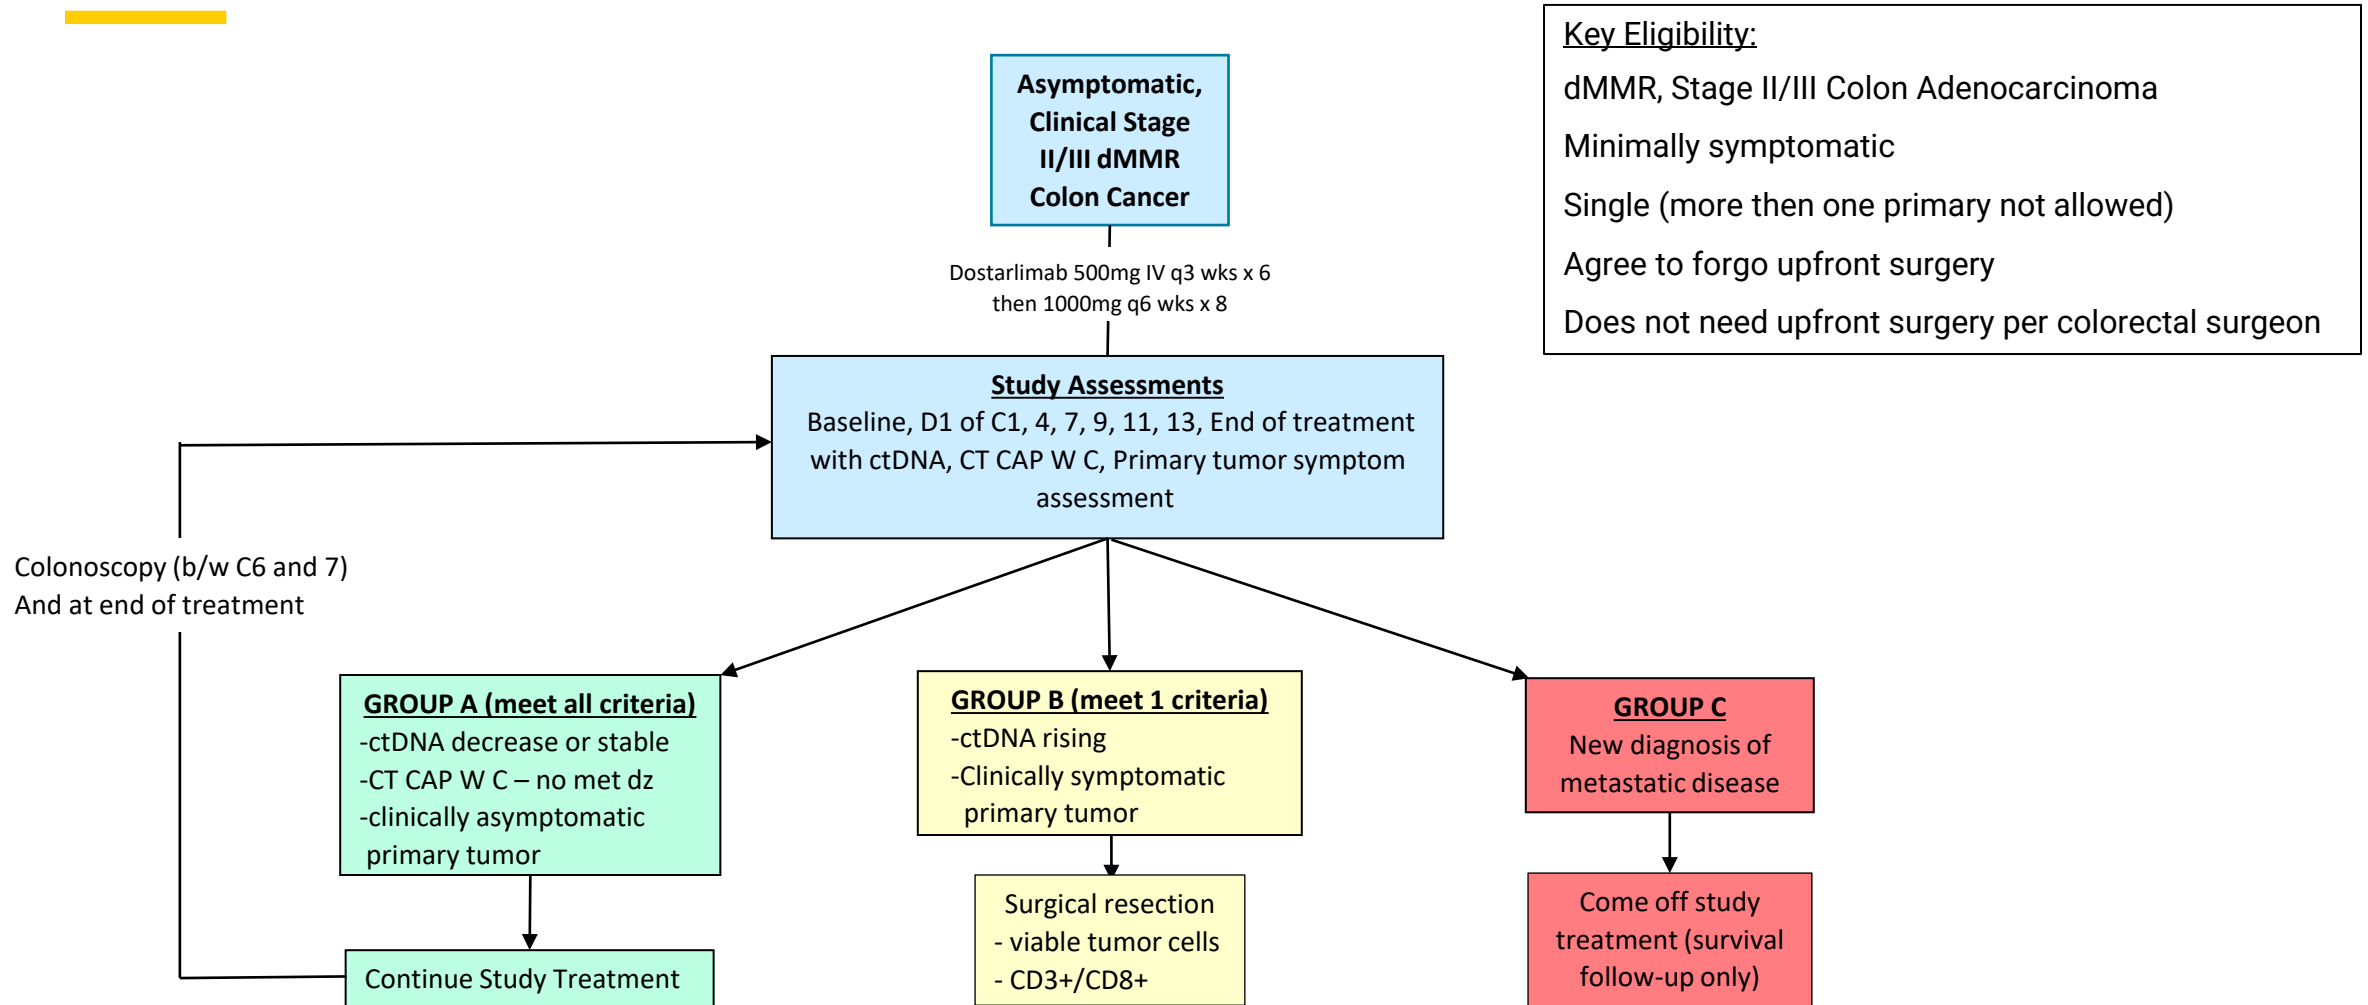 Key Eligibility:
dMMR, Stage II/III Colon Adenocarcinoma
Minimally symptomatic
Single (more then one primary not allowed)
Agree to forgo upfront surgery
Does not need upfront surgery per colorectal surgeon
Asymptomatic,
Clinical Stage
II/III dMMR
Colon Cancer
Dostarlimab 500mg IV q3 wks x 6
then 1000mg q6 wks x 8
Study Assessments
Baseline, D1 of C1, 4, 7, 9, 11, 13, End of treatment
with ctDNA, CT CAP W C, Primary tumor symptom
assessment
Colonoscopy (b/w C6 and 7)
And at end of treatment
GROUP A (meet all criteria)
-ctDNA decrease or stable
-CT CAP W C – no met dz
-clinically asymptomatic
primary tumor
Continue Study Treatment
GROUP B (meet 1 criteria)
-ctDNA rising
-Clinically symptomatic
primary tumor
Surgical resection
- viable tumor cells
- CD3+/CD8+
GROUP C
New diagnosis of
metastatic disease
Come off study
treatment (survival
follow-up only)